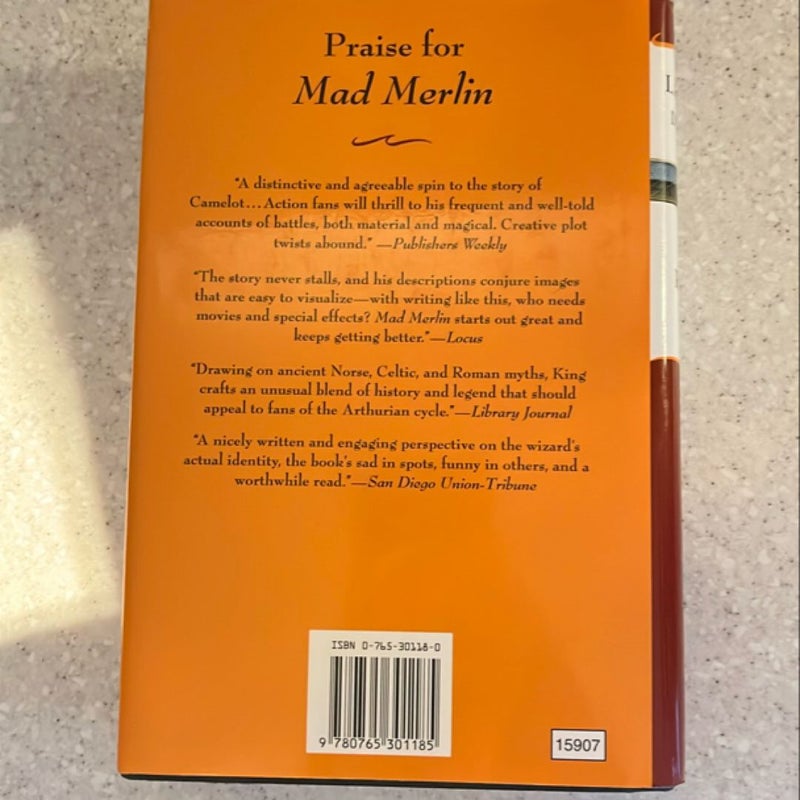 Praise for
Mad Merlin
"A distinctive and agreeable spin to the story of
Camelot…Action fans will thrill to his frequent and well-told
accounts of battles, both material and magical. Creative plot
twists abound." —Publishers Weekly
"The story never stalls, and his descriptions conjure images
that are easy to visualize—with writing like this, who needs
movies and special effects? Mad Merlin starts out great and
keeps getting better."—Locus
"Drawing on ancient Norse, Celtic, and Roman myths, King
crafts an unusual blend of history and legend that should
appeal to fans of the Arthurian cycle."—Library Journal
"A nicely written and engaging perspective on the wizard's
actual identity, the book's sad in spots, funny in others, and a
worthwhile read."—San Diego Union-Tribune
ISBN 0-765-30118-0
9 780765 301185
15907